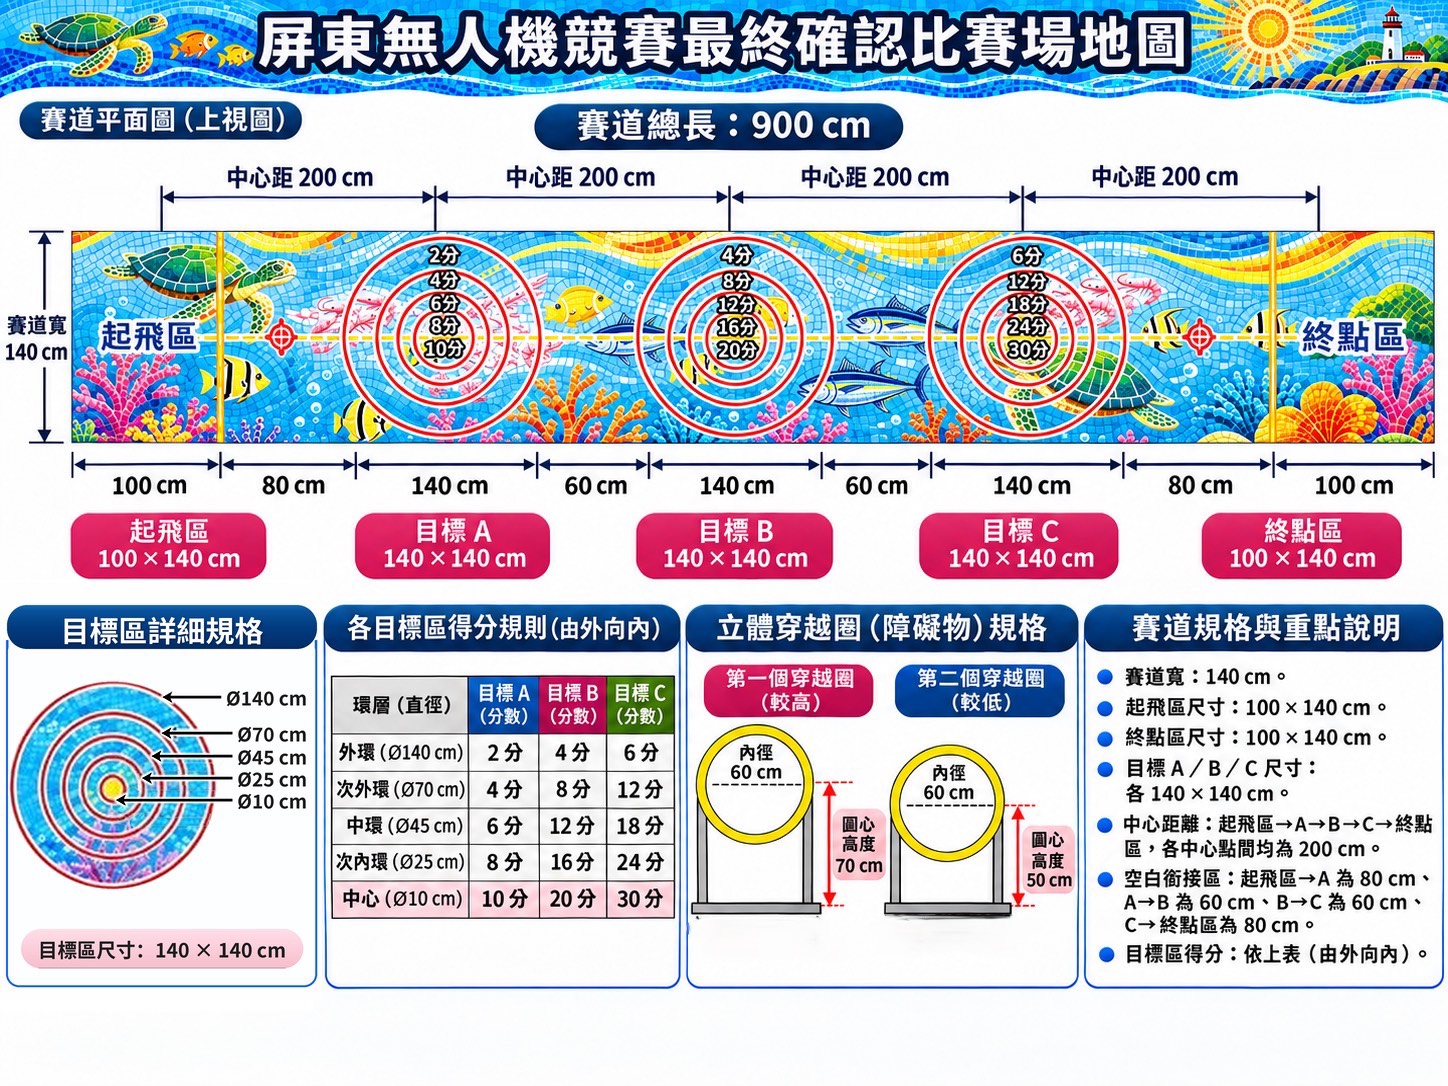 屏東無人機競賽最終確認比賽場地圖
賽道平面圖（上視圖）
賽道總長：900 cm
中心距 200 cm
中心距 200 cm
中心距 200 cm
中心距 200 cm
賽道寬
140 cm
起飛區
2分
4分
6分
8分
10分
4分
8分
12分
16分
20分
6分
12分
18分
24分
30分
終點區
100 cm
80 cm
140 cm
60 cm
140 cm
60 cm
140 cm
80 cm
100 cm
起飛區
100 × 140 cm
目標 A
140 × 140 cm
目標 B
140 × 140 cm
目標 C
140 × 140 cm
終點區
100 × 140 cm
目標區詳細規格
Ø140 cm
Ø70 cm
Ø45 cm
Ø25 cm
Ø10 cm
目標區尺寸：140 × 140 cm
各目標區得分規則（由外向內）
環層（直徑） 目標 A（分數） 目標 B（分數） 目標 C（分數）
外環（Ø140 cm） 2 分 4 分 6 分
次外環（Ø70 cm） 4 分 8 分 12 分
中環（Ø45 cm） 6 分 12 分 18 分
次內環（Ø25 cm） 8 分 16 分 24 分
中心（Ø10 cm） 10 分 20 分 30 分
立體穿越圈（障礙物）規格
第一個穿越圈
（較高）
內徑
60 cm
圓心
高度
70 cm
第二個穿越圈
（較低）
內徑
60 cm
圓心
高度
50 cm
賽道規格與重點說明
賽道寬：140 cm。
起飛區尺寸：100 × 140 cm。
終點區尺寸：100 × 140 cm。
目標 A／B／C 尺寸：
各 140 × 140 cm。
中心距離：起飛區→A→B→C→終點
區，各中心點間均為 200 cm。
空白銜接區：起飛區→A 為 80 cm、
A→B 為 60 cm、B→C 為 60 cm、
C→終點區為 80 cm。
目標區得分：依上表（由外向內）。